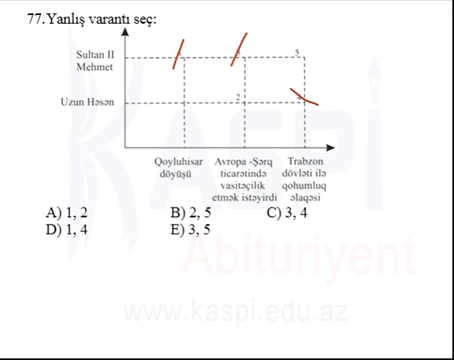 77.Yanlış varantı seç:
Sultan II
Mehmet
5
Uzun Həsən
2
Qoyluhisar Avropa -Şərq Trabzon
döyüşü ticarətində dövləti ilə
vasitəçilik qohumluq
etmək istəyirdi əlaqəsi
A) 1, 2 B) 2, 5 C) 3, 4
D) 1, 4 E) 3, 5
KASPİ
Abituriyent
www.kaspi.edu.az